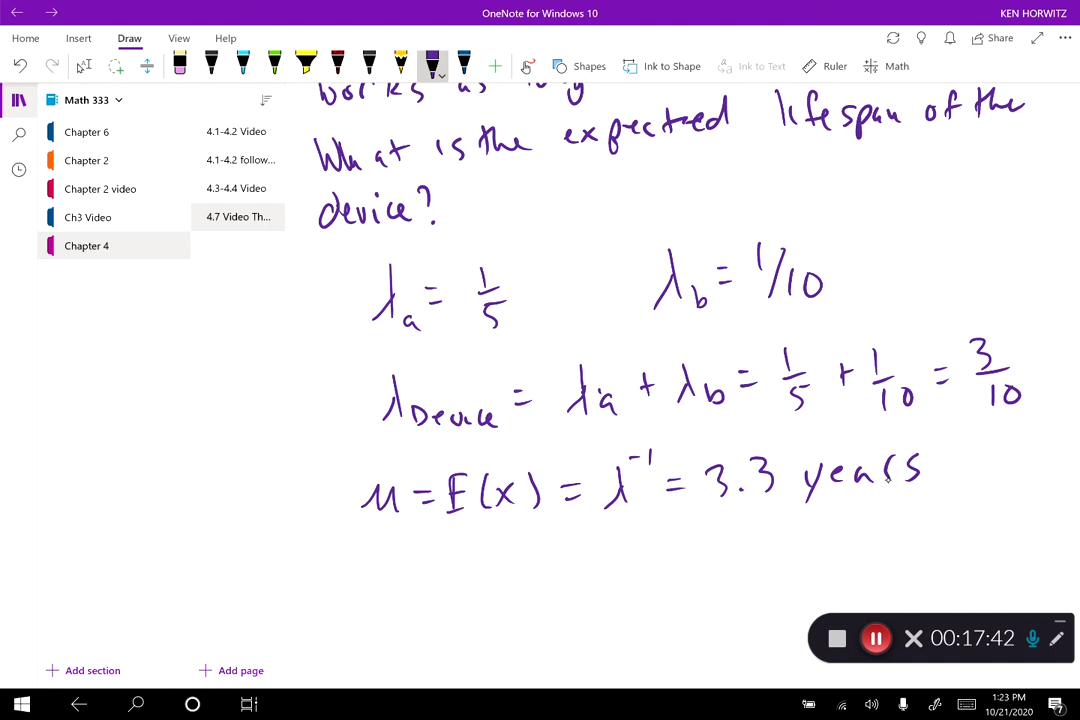 OneNote for Windows 10
KEN HORWITZ
Home Insert Draw View Help
Share
Shapes
Ink to Shape
Ink to Text
Ruler
Math
Math 333
Chapter 6
Chapter 2
Chapter 2 video
Ch3 Video
Chapter 4
4.1-4.2 Video
4.1-4.2 follow...
4.3-4.4 Video
4.7 Video Th...
works as
What is the expected lifespan of the
device?
λa = 1/5 λb = 1/10
λDevice = λa + λb = 1/5 + 1/10 = 3/10
μ = E(x) = λ⁻¹ = 3.3 years
00:17:42
+ Add section
+ Add page
1:23 PM
10/21/2020
7